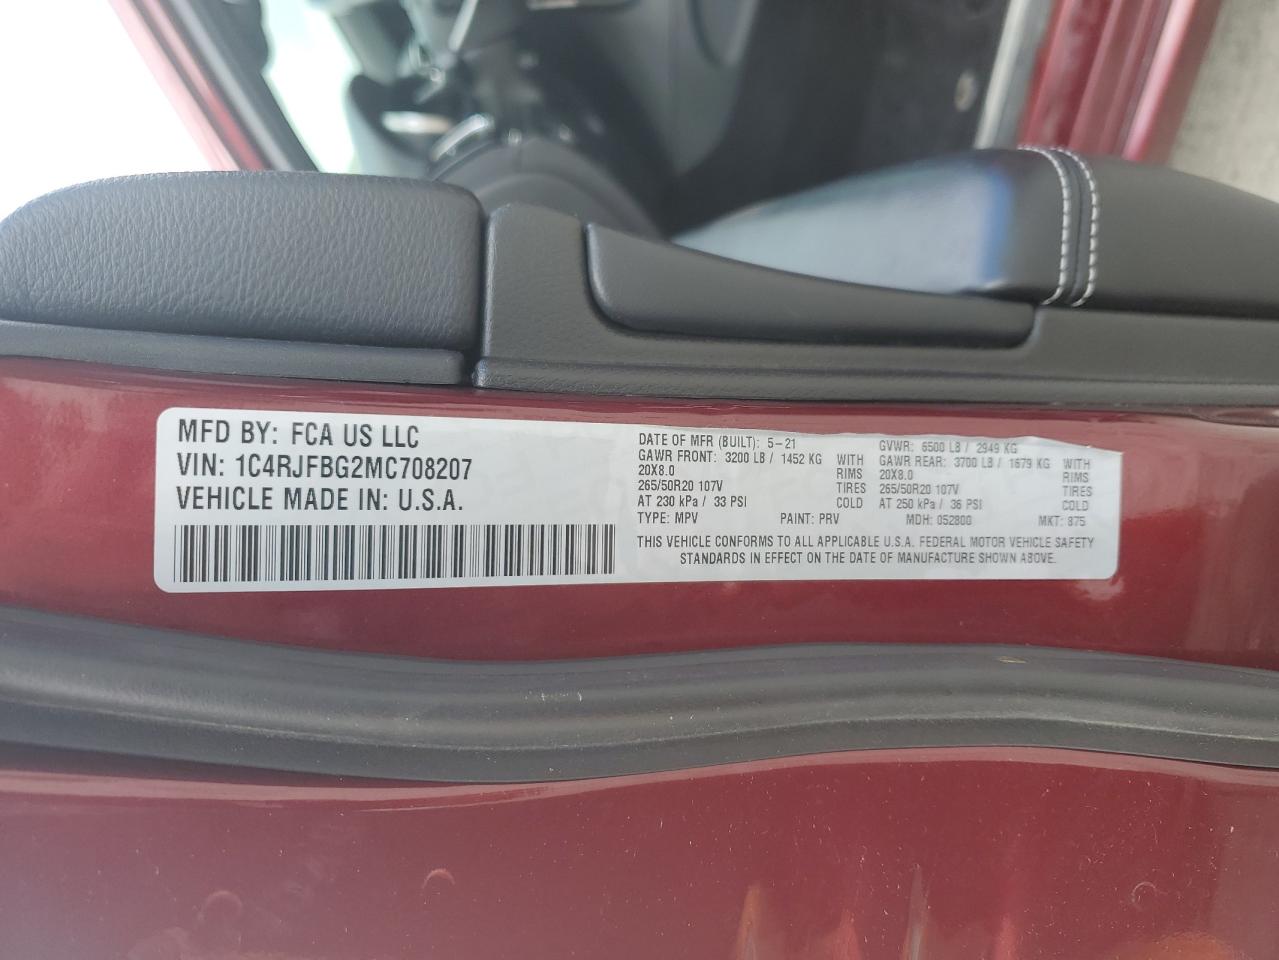 MFD BY: FCA US LLC
VIN: 1C4RJFBG2MC708207
VEHICLE MADE IN: U.S.A.
DATE OF MFR (BUILT): 5-21
GAWR FRONT: 3200 LB / 1452 KG WITH
20X8.0 RIMS
265/50R20 107V TIRES
AT 230 kPa / 33 PSI COLD
TYPE: MPV PAINT: PRV
GVWR: 6500 LB / 2949 KG
GAWR REAR: 3700 LB / 1679 KG WITH
20X8.0 RIMS
265/50R20 107V TIRES
AT 250 kPa / 36 PSI COLD
MDH: 052800 MKT: 875
THIS VEHICLE CONFORMS TO ALL APPLICABLE U.S.A. FEDERAL MOTOR VEHICLE SAFETY
STANDARDS IN EFFECT ON THE DATE OF MANUFACTURE SHOWN ABOVE.